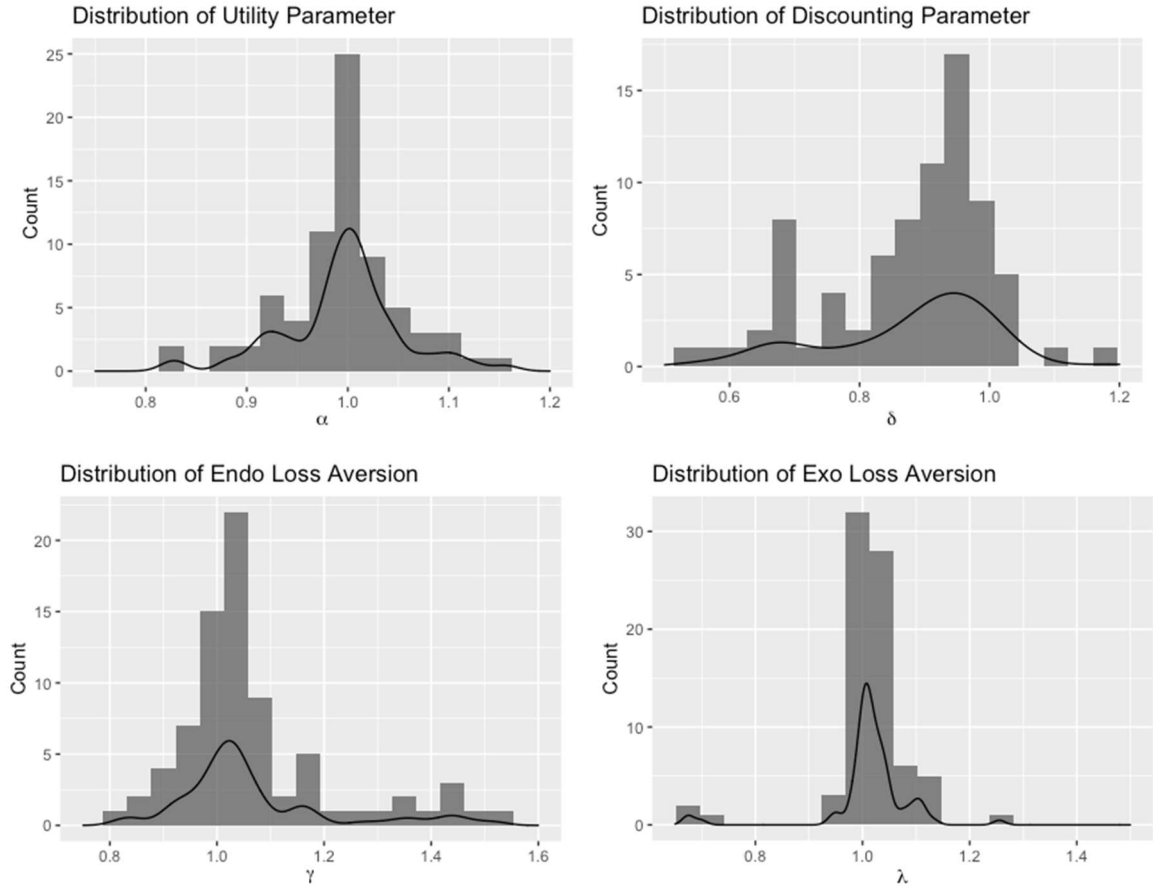 Distribution of Utility Parameter
25
20
15
10
5
0
Count
0.8 0.9 1.0 1.1 1.2
α
Distribution of Discounting Parameter
15
10
5
0
Count
0.6 0.8 1.0 1.2
δ
Distribution of Endo Loss Aversion
20
15
10
5
0
Count
0.8 1.0 1.2 1.4 1.6
γ
Distribution of Exo Loss Aversion
30
20
10
0
Count
0.8 1.0 1.2 1.4
λ